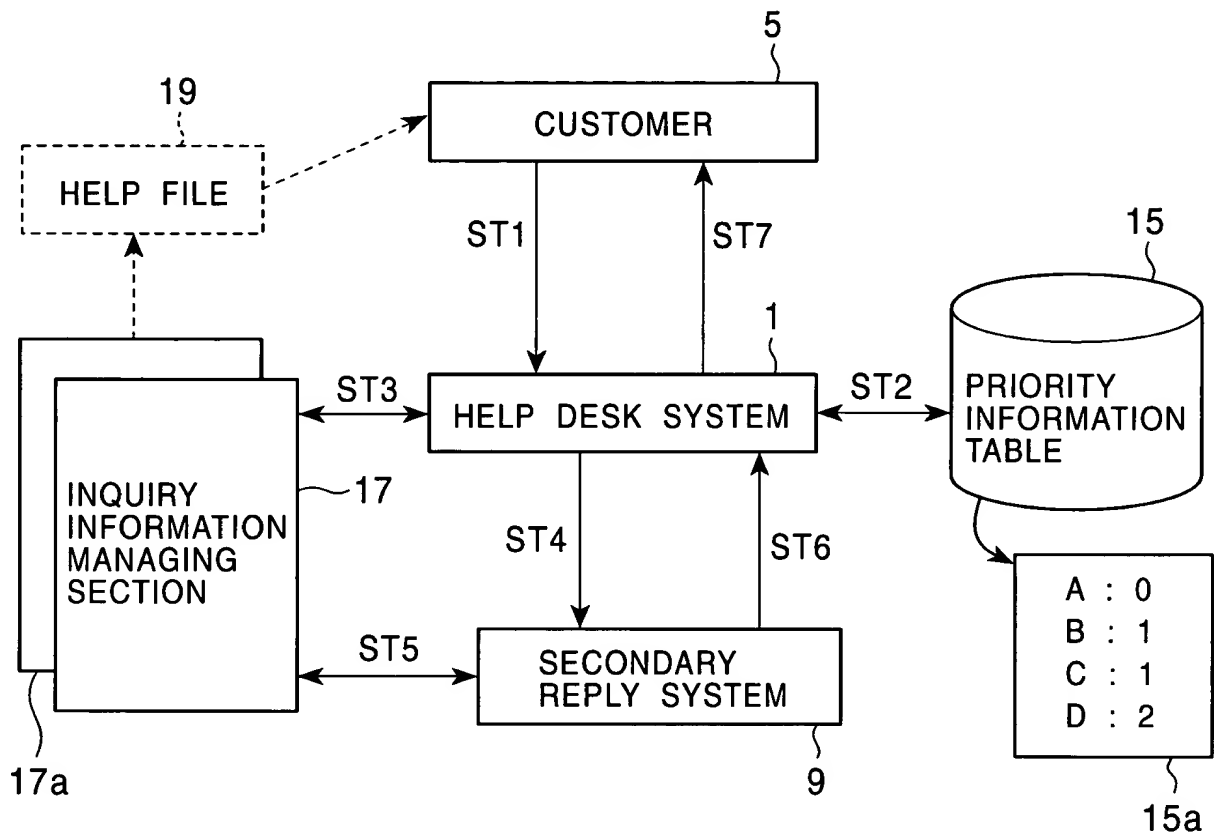 5
19
CUSTOMER
HELP FILE
ST1
ST7
15
1
ST3
ST2
HELP DESK SYSTEM
PRIORITY
INFORMATION
TABLE
INQUIRY
INFORMATION
MANAGING
SECTION
17
ST4
ST6
A : 0
B : 1
C : 1
D : 2
ST5
SECONDARY
REPLY SYSTEM
17a
9
15a